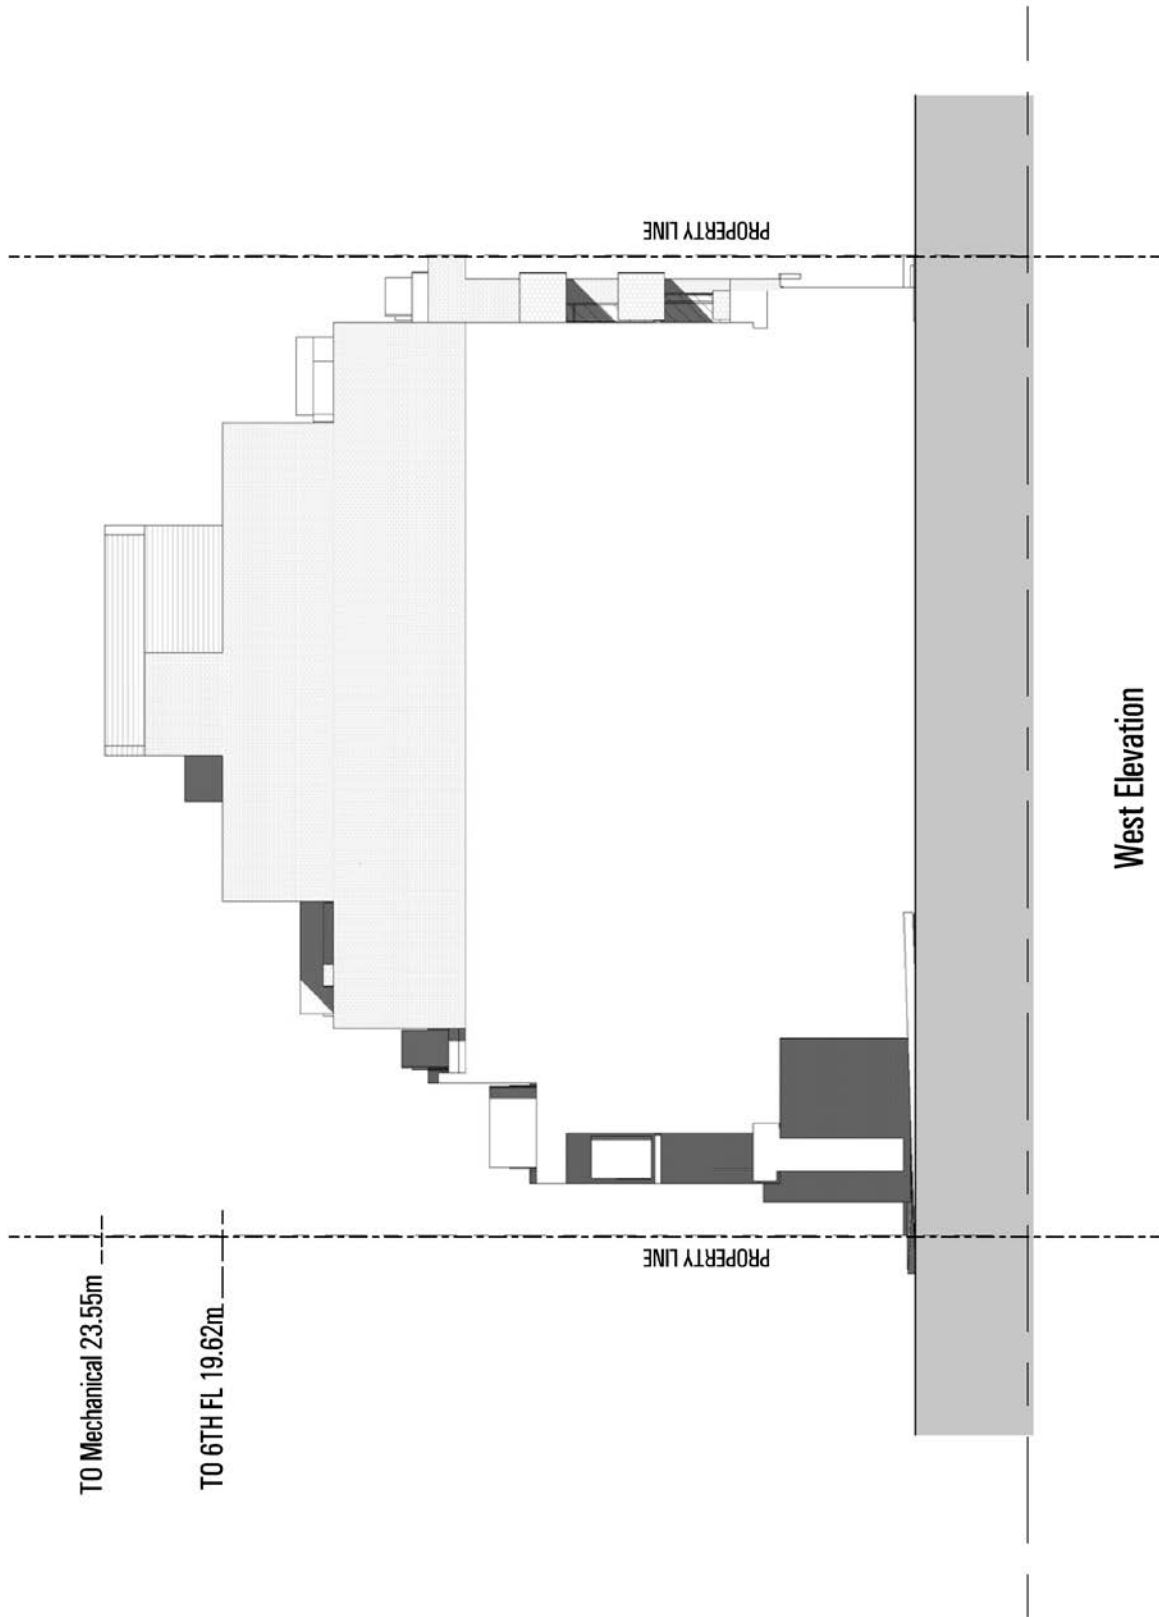 TO Mechanical 23.55m
TO 6TH FL 19.62m
PROPERTY LINE
PROPERTY LINE
West Elevation